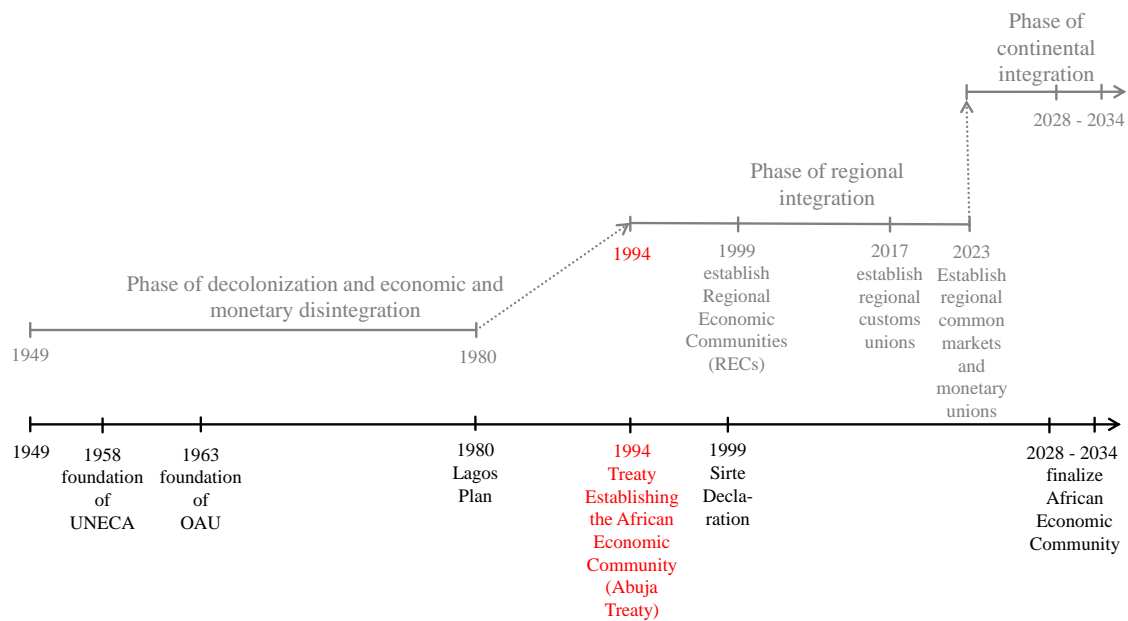 Phase of
continental
integration
2028 - 2034
Phase of regional
integration
1994
1999
establish
Regional
Economic
Communities
(RECs)
2017
establish
regional
customs
unions
2023
Establish
regional
common
markets
and
monetary
unions
Phase of decolonization and economic and
monetary disintegration
1949
1980
1949
1958
foundation
of
UNECA
1963
foundation
of
OAU
1980
Lagos
Plan
1994
Treaty
Establishing
the African
Economic
Community
(Abuja
Treaty)
1999
Sirte
Decla-
ration
2028 - 2034
finalize
African
Economic
Community